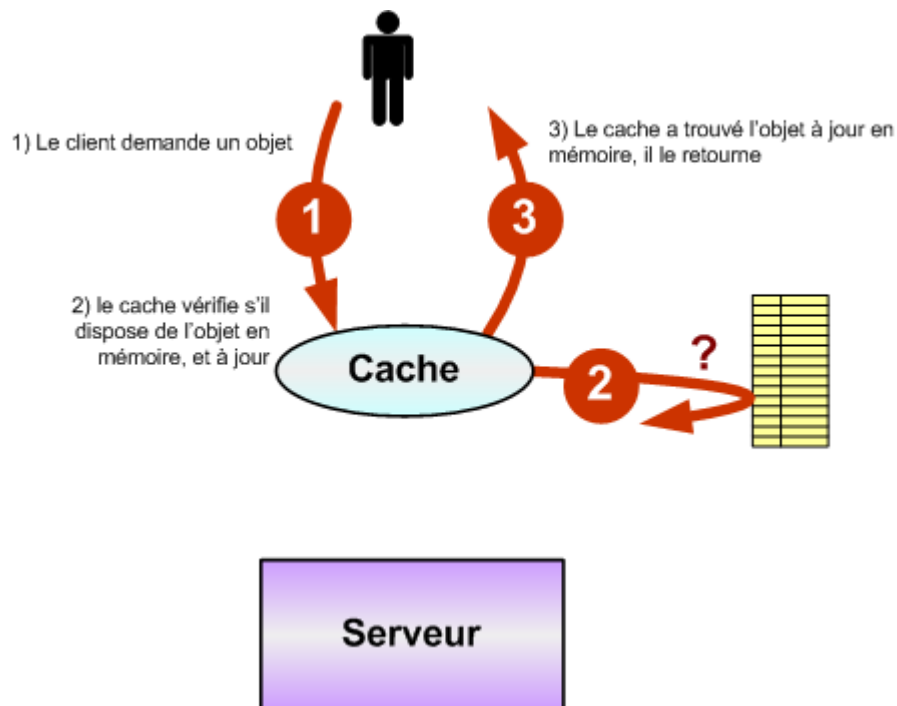 1) Le client demande un objet
3) Le cache a trouvé l'objet à jour en
mémoire, il le retourne
1
3
2) le cache vérifie s'il
dispose de l'objet en
mémoire, et à jour
?
Cache
2
Serveur